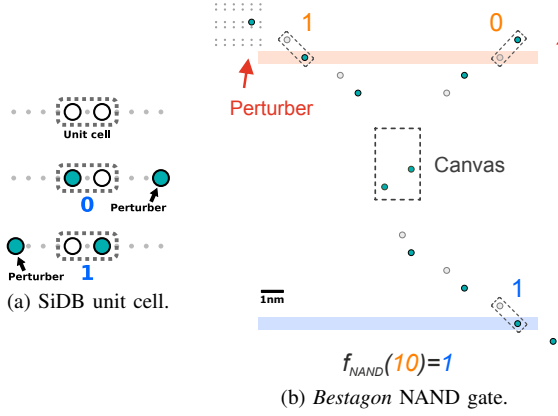 Unit cell
0
Perturber
Perturber
1
(a) SiDB unit cell.
1
0
Perturber
Canvas
1nm
1
fNAND(10)=1
(b) Bestagon NAND gate.